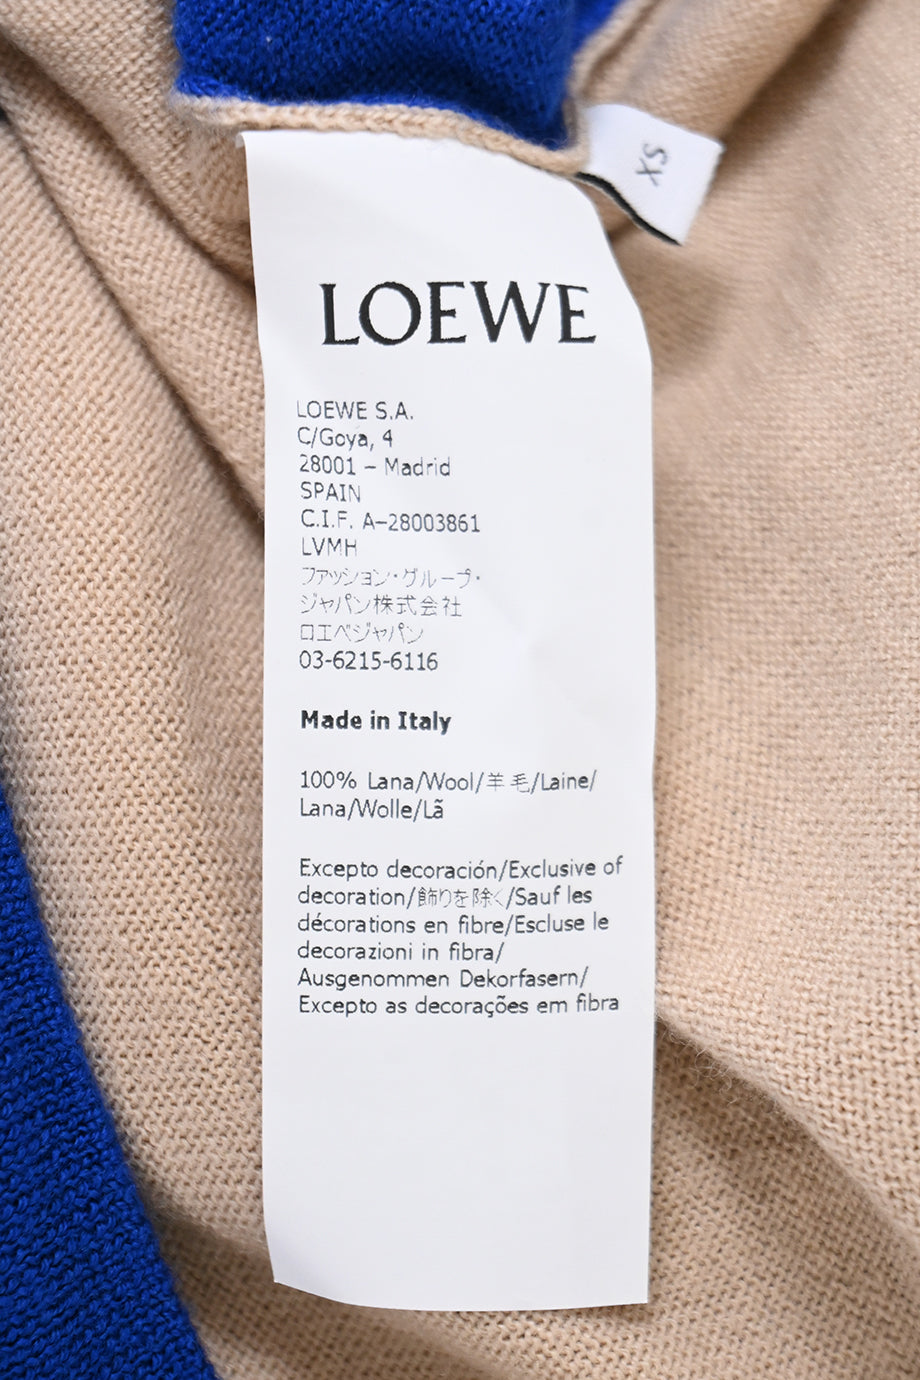 XS
LOEWE
LOEWE S.A.
C/Goya, 4
28001 – Madrid
SPAIN
C.I.F. A–28003861
LVMH
ファッション・グループ・
ジャパン株式会社
ロエベジャパン
03-6215-6116
Made in Italy
100% Lana/Wool/羊毛/Laine/
Lana/Wolle/Lã
Excepto decoración/Exclusive of
decoration/飾りを除く/Sauf les
décorations en fibre/Escluse le
decorazioni in fibra/
Ausgenommen Dekorfasern/
Excepto as decorações em fibra